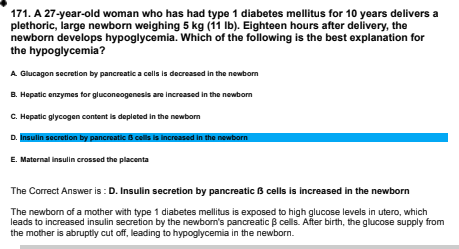 171. A 27-year-old woman who has had type 1 diabetes mellitus for 10 years delivers a
plethoric, large newborn weighing 5 kg (11 lb). Eighteen hours after delivery, the
newborn develops hypoglycemia. Which of the following is the best explanation for
the hypoglycemia?
A. Glucagon secretion by pancreatic a cells is decreased in the newborn
B. Hepatic enzymes for gluconeogenesis are increased in the newborn
C. Hepatic glycogen content is depleted in the newborn
D. Insulin secretion by pancreatic ß cells is increased in the newborn
E. Maternal insulin crossed the placenta
The Correct Answer is : D. Insulin secretion by pancreatic ß cells is increased in the newborn
The newborn of a mother with type 1 diabetes mellitus is exposed to high glucose levels in utero, which
leads to increased insulin secretion by the newborn's pancreatic β cells. After birth, the glucose supply from
the mother is abruptly cut off, leading to hypoglycemia in the newborn.